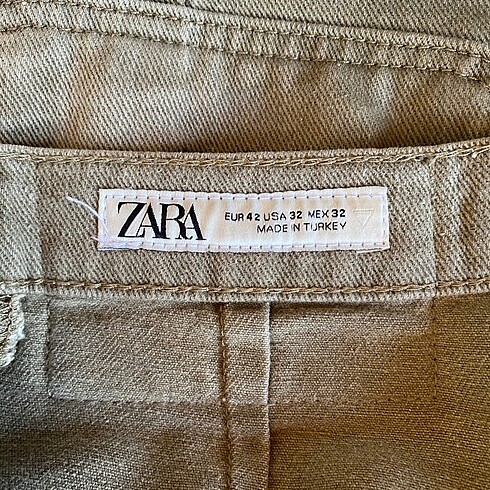 ZARA
EUR 42 USA 32 MEX 32
MADE IN TURKEY